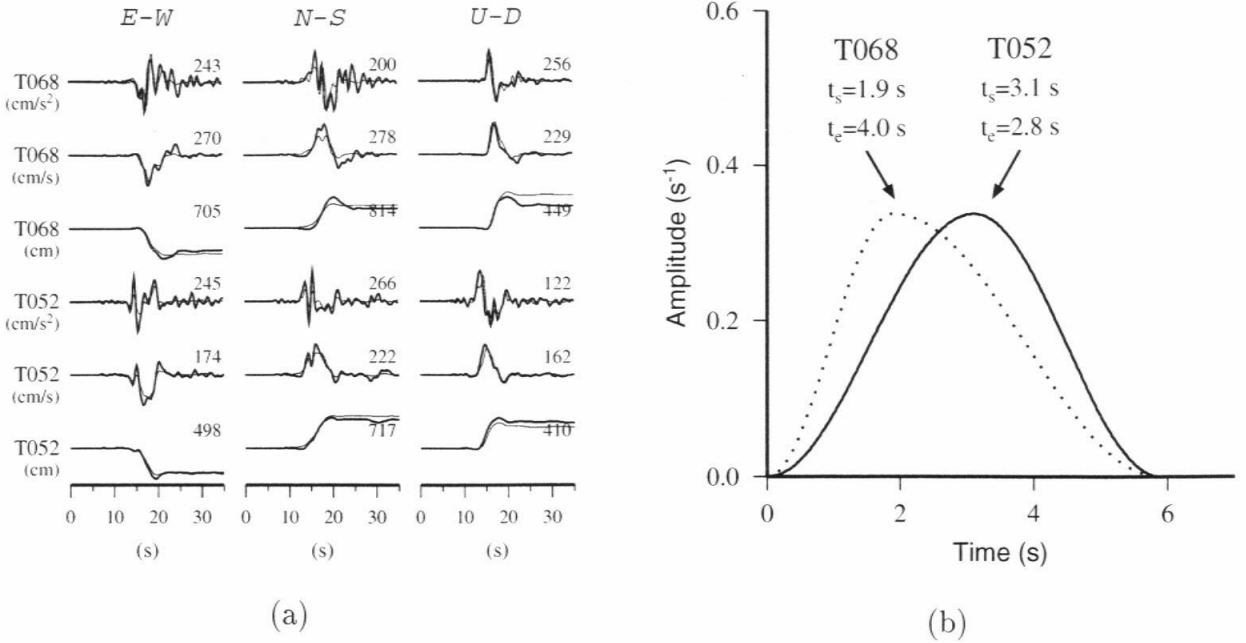 E-W N-S U-D
T068 243 200 256
(cm/s²)
T068 270 278 229
(cm/s)
T068 705 814 449
(cm)
T052 245 266 122
(cm/s²)
T052 174 222 162
(cm/s)
T052 498 717 410
(cm)
0 10 20 30 0 10 20 30 0 10 20 30
(s) (s) (s)
(a)
0.6
0.4
0.2
0.0
Amplitude (s⁻¹)
T068 T052
tₛ=1.9 s tₛ=3.1 s
tₑ=4.0 s tₑ=2.8 s
0 2 4 6
Time (s)
(b)